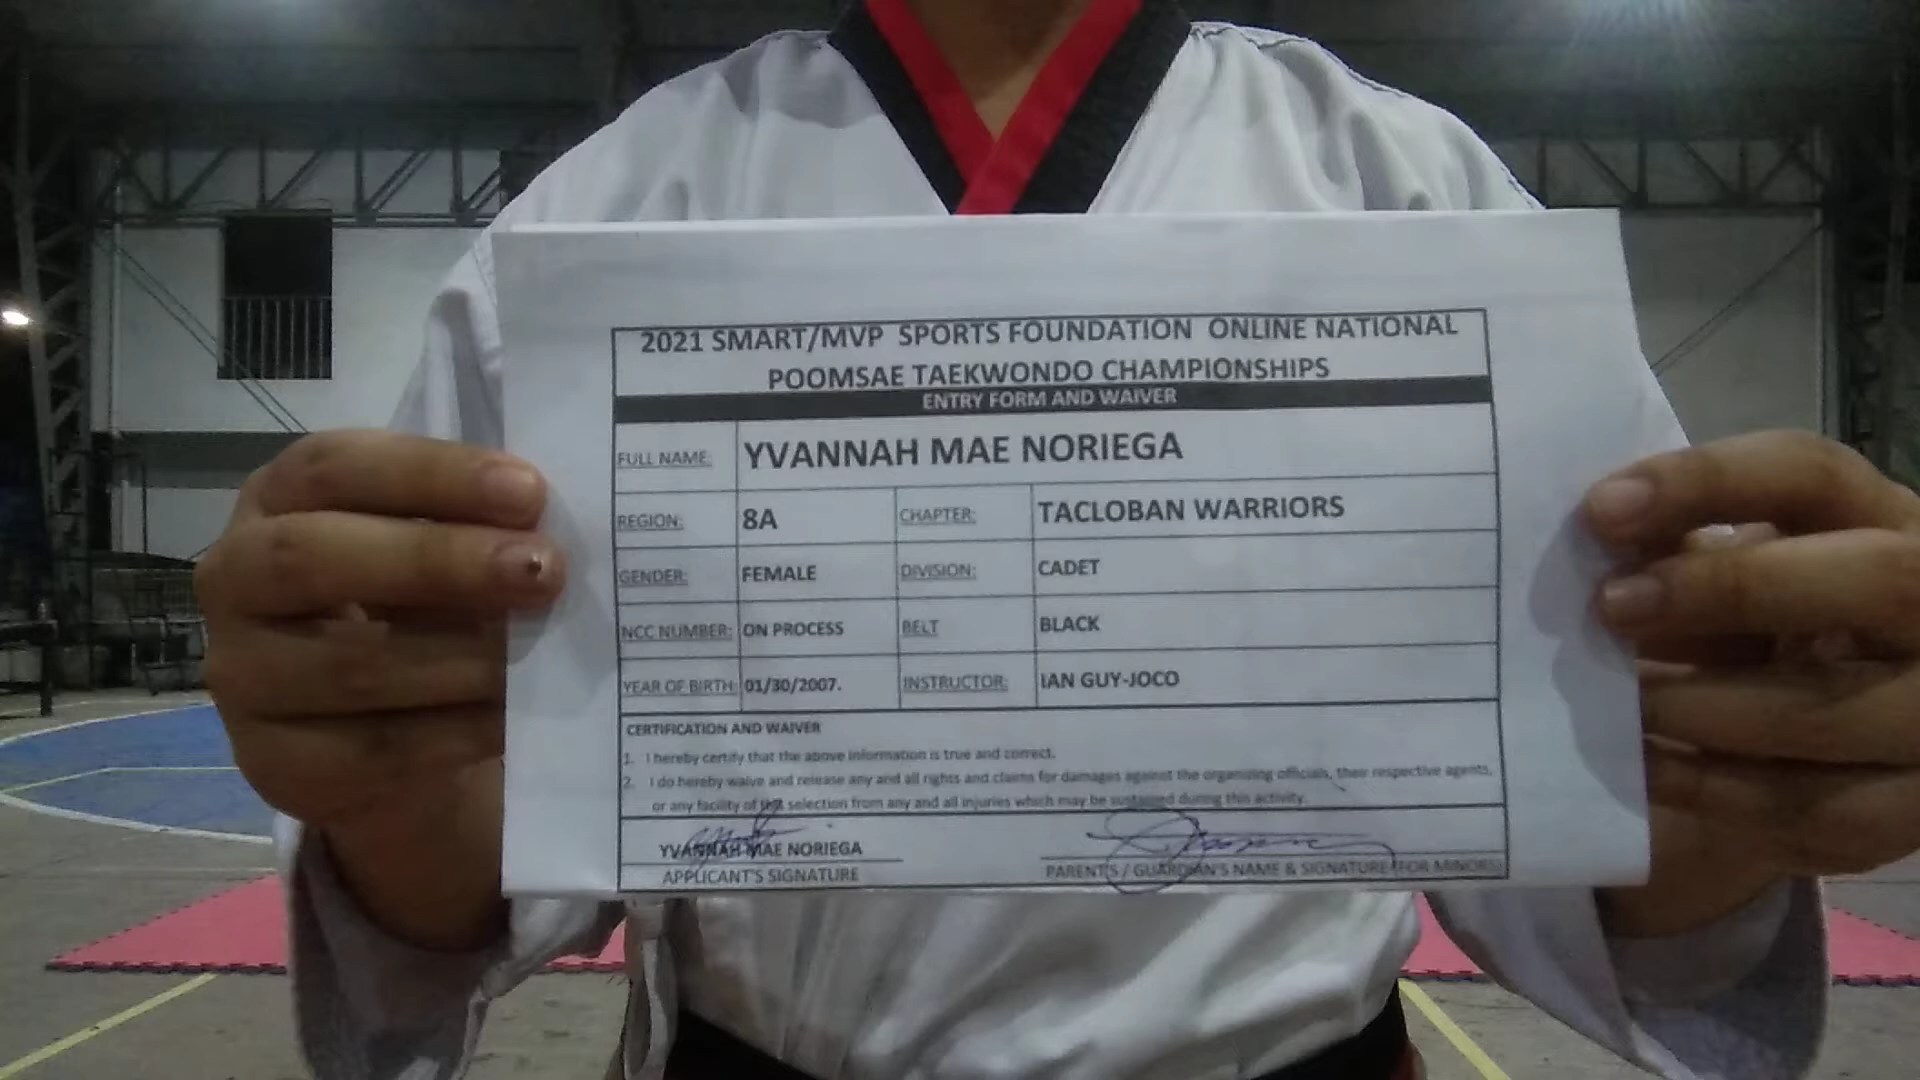 2021 SMART/MVP SPORTS FOUNDATION ONLINE NATIONAL
POOMSAE TAEKWONDO CHAMPIONSHIPS
ENTRY FORM AND WAIVER
FULL NAME: YVANNAH MAE NORIEGA
REGION: 8A CHAPTER: TACLOBAN WARRIORS
GENDER: FEMALE DIVISION: CADET
NCC NUMBER: ON PROCESS BELT BLACK
YEAR OF BIRTH: 01/30/2007. INSTRUCTOR: IAN GUY-JOCO
CERTIFICATION AND WAIVER
1. I hereby certify that the above information is true and correct.
2. I do hereby waive and release any and all rights and claims for damages against the organizing officials, their respective agents,
or any facility of the selection from any and all injuries which may be sustained during this activity.
YVANNAH MAE NORIEGA
APPLICANT'S SIGNATURE PARENT'S / GUARDIAN'S NAME & SIGNATURE (FOR MINORS)